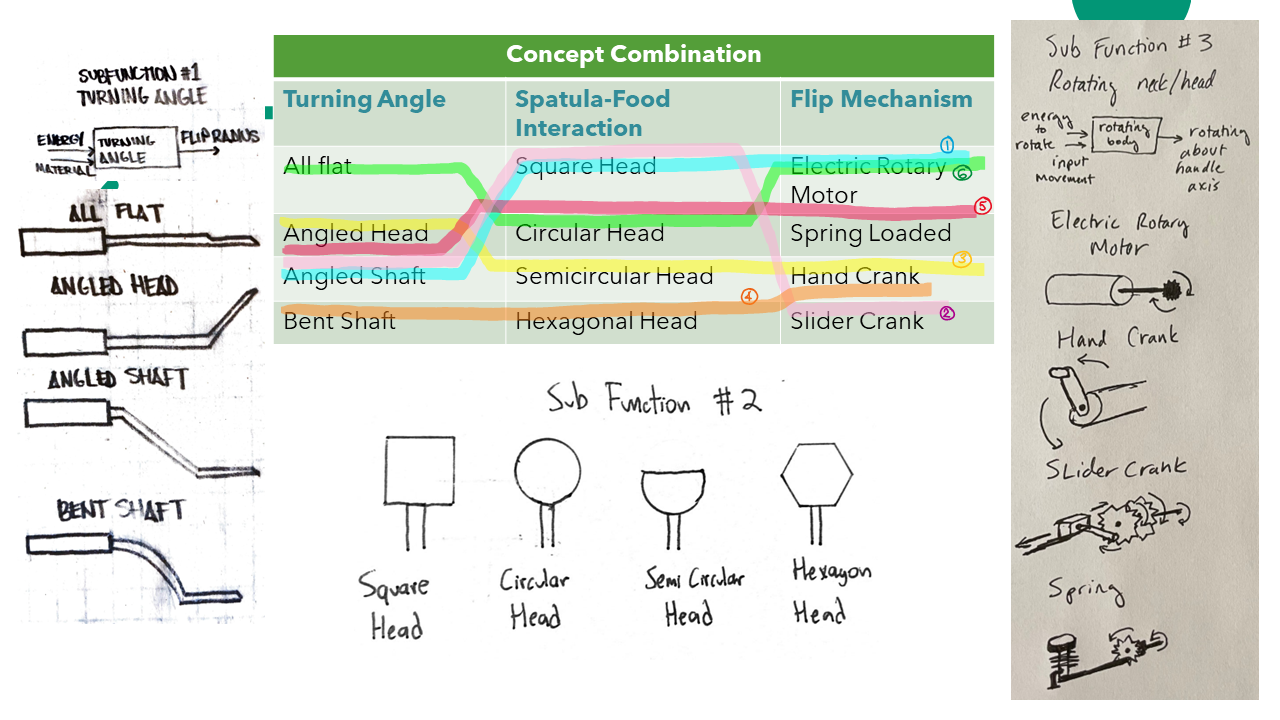 SUBFUNCTION #1
TURNING ANGLE
ENERGY
MATERIAL
TURNING
ANGLE
FLIP RADIUS
ALL FLAT
ANGLED HEAD
ANGLED SHAFT
BENT SHAFT
Concept Combination
Turning Angle
Spatula-Food
Interaction
Flip Mechanism
All flat
Square Head
Electric Rotary
Motor
Angled Head
Circular Head
Spring Loaded
Angled Shaft
Semicircular Head
Hand Crank
Bent Shaft
Hexagonal Head
Slider Crank
1
6
5
3
4
2
Sub Function #2
Square
Head
Circular
Head
Semi Circular
Head
Hexagon
Head
Sub Function #3
Rotating neck/head
energy
to
rotate
input
movement
rotating
body
rotating
about
handle
axis
Electric Rotary
Motor
Hand Crank
SLider Crank
Spring